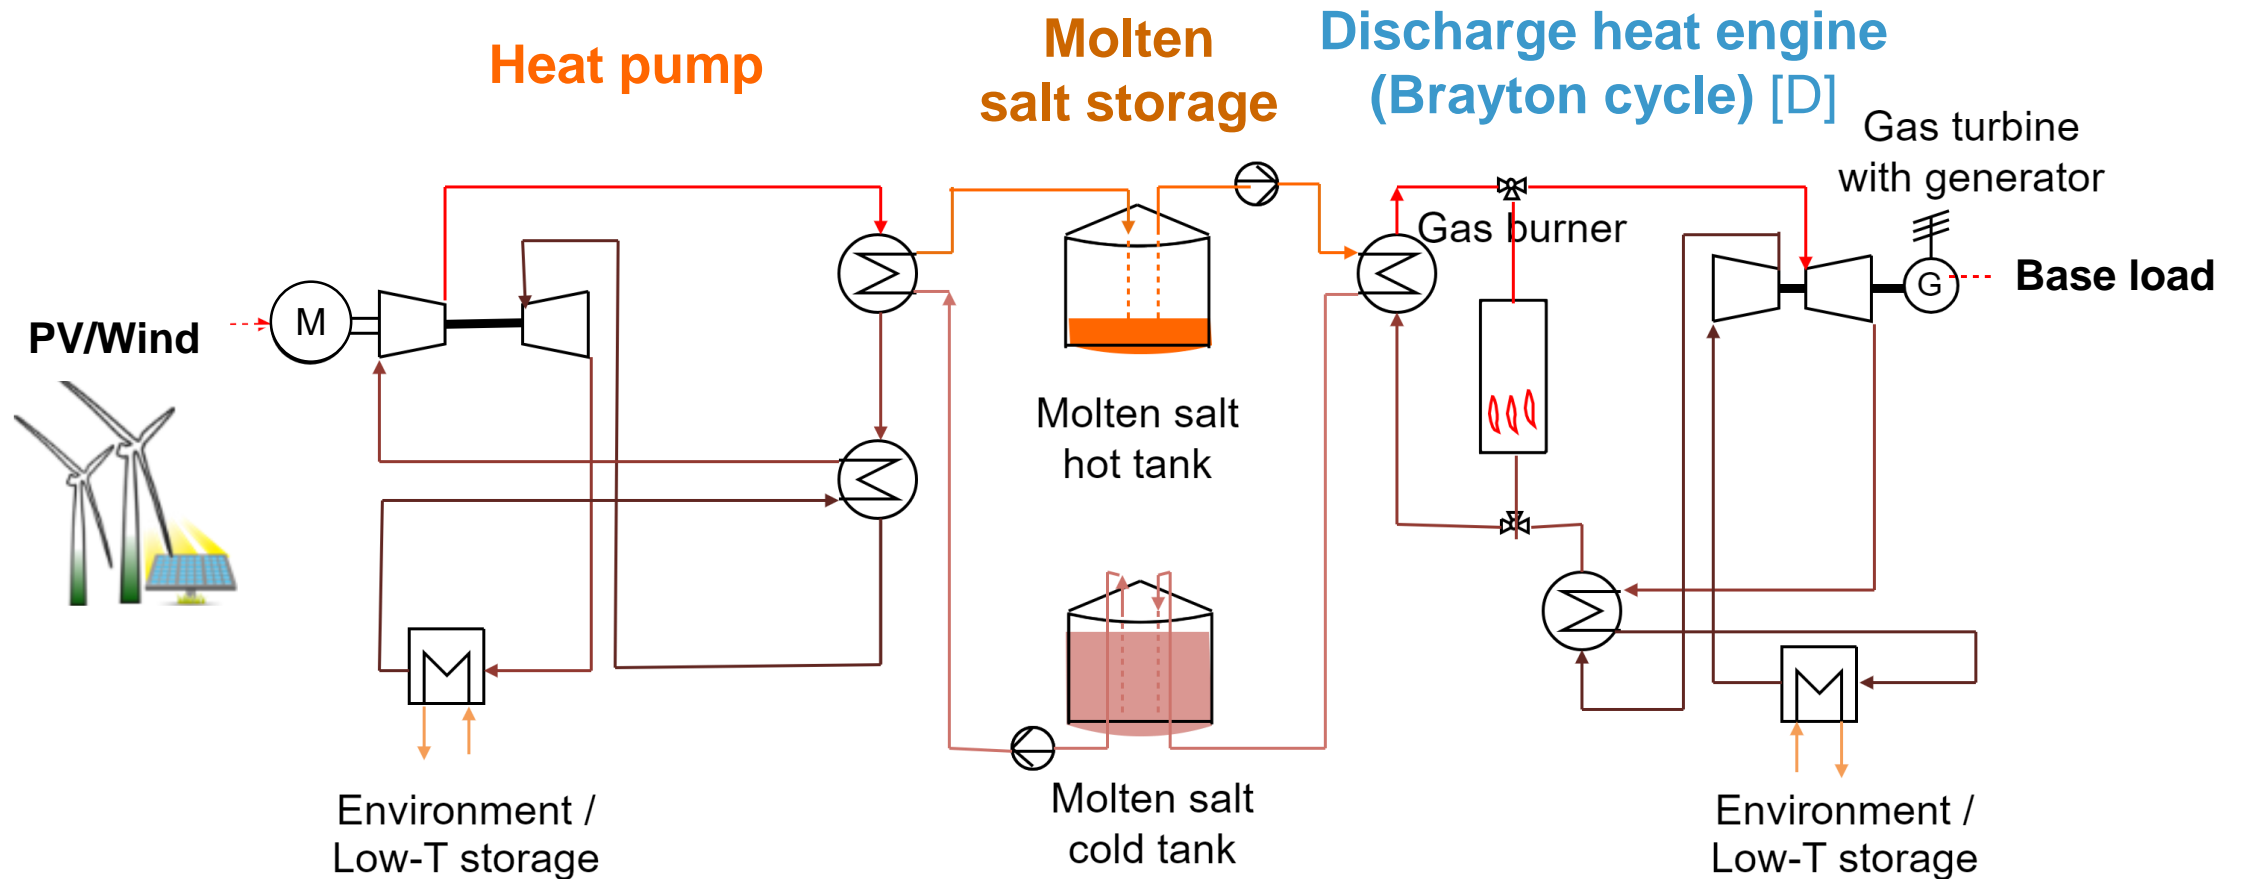 Heat pump
Molten
salt storage
Discharge heat engine
(Brayton cycle) [D]
Gas turbine
with generator
Gas burner
PV/Wind
M
G
Base load
Molten salt
hot tank
Molten salt
cold tank
Environment /
Low-T storage
Environment /
Low-T storage